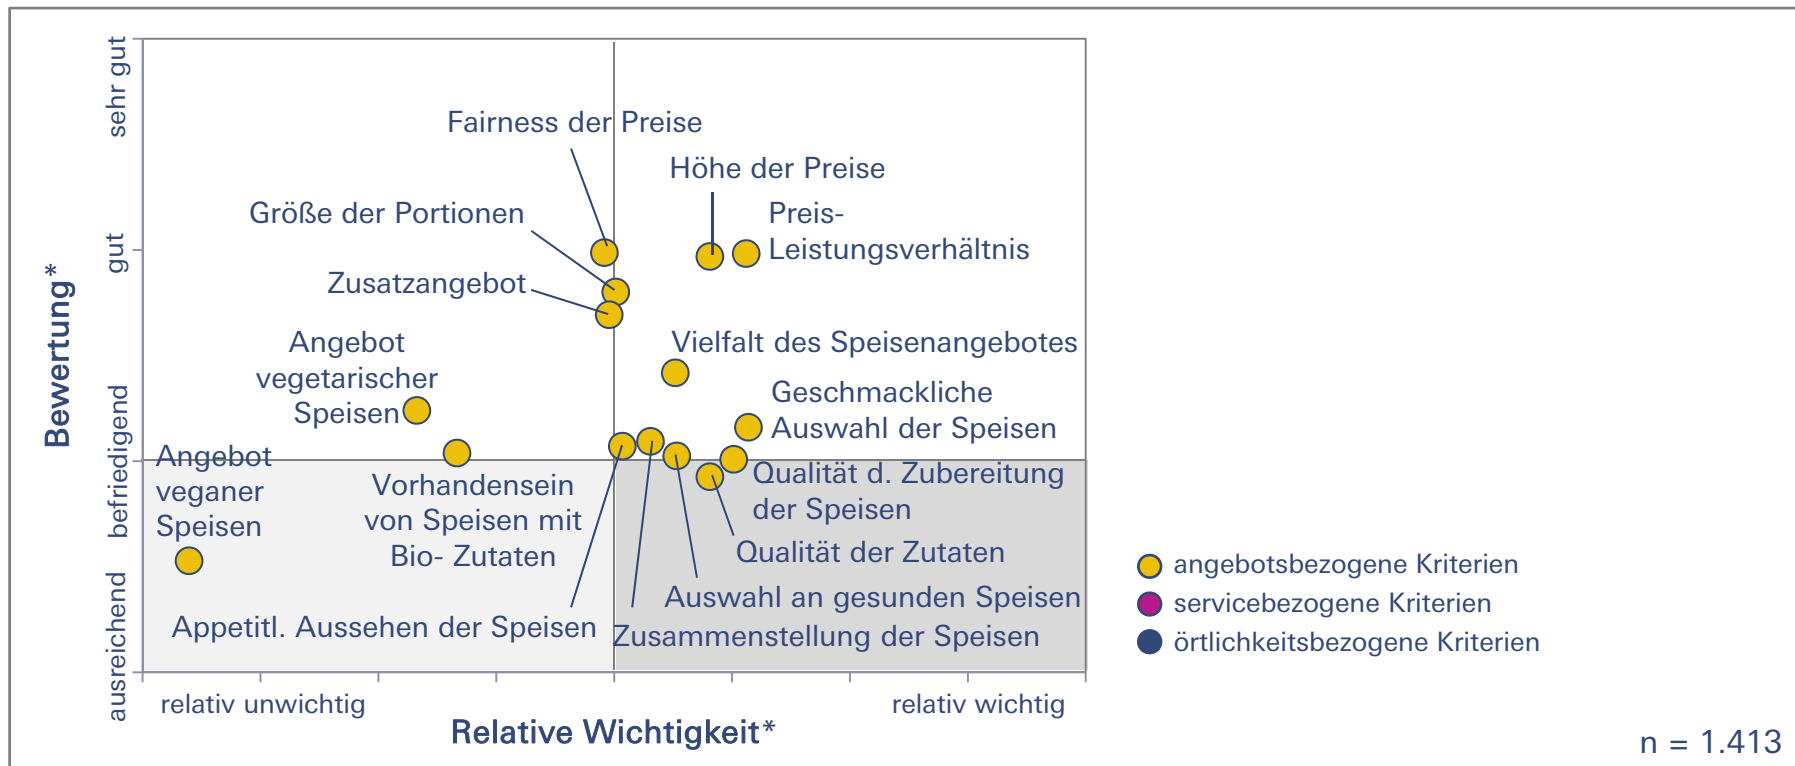 sehr gut
gut
befriedigend
ausreichend
Bewertung*
Fairness der Preise
Höhe der Preise
Größe der Portionen
Preis-
Leistungsverhältnis
Zusatzangebot
Angebot
vegetarischer
Speisen
Vielfalt des Speisenangebotes
Geschmackliche
Auswahl der Speisen
Angebot
veganer
Speisen
Vorhandensein
von Speisen mit
Bio- Zutaten
Qualität d. Zubereitung
der Speisen
Qualität der Zutaten
Auswahl an gesunden Speisen
Appetitl. Aussehen der Speisen
Zusammenstellung der Speisen
relativ unwichtig
relativ wichtig
Relative Wichtigkeit*
angebotsbezogene Kriterien
servicebezogene Kriterien
örtlichkeitsbezogene Kriterien
n = 1.413